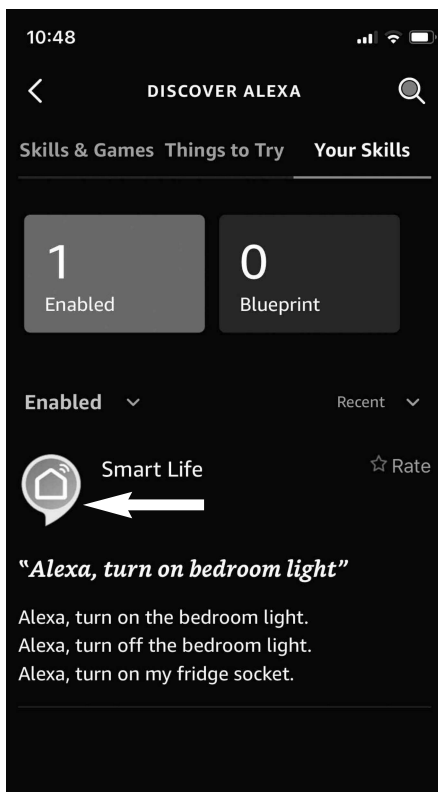 10:48
DISCOVER ALEXA
Skills & Games Things to Try Your Skills
1 0
Enabled Blueprint
Enabled Recent
Smart Life Rate
“Alexa, turn on bedroom light”
Alexa, turn on the bedroom light.
Alexa, turn off the bedroom light.
Alexa, turn on my fridge socket.